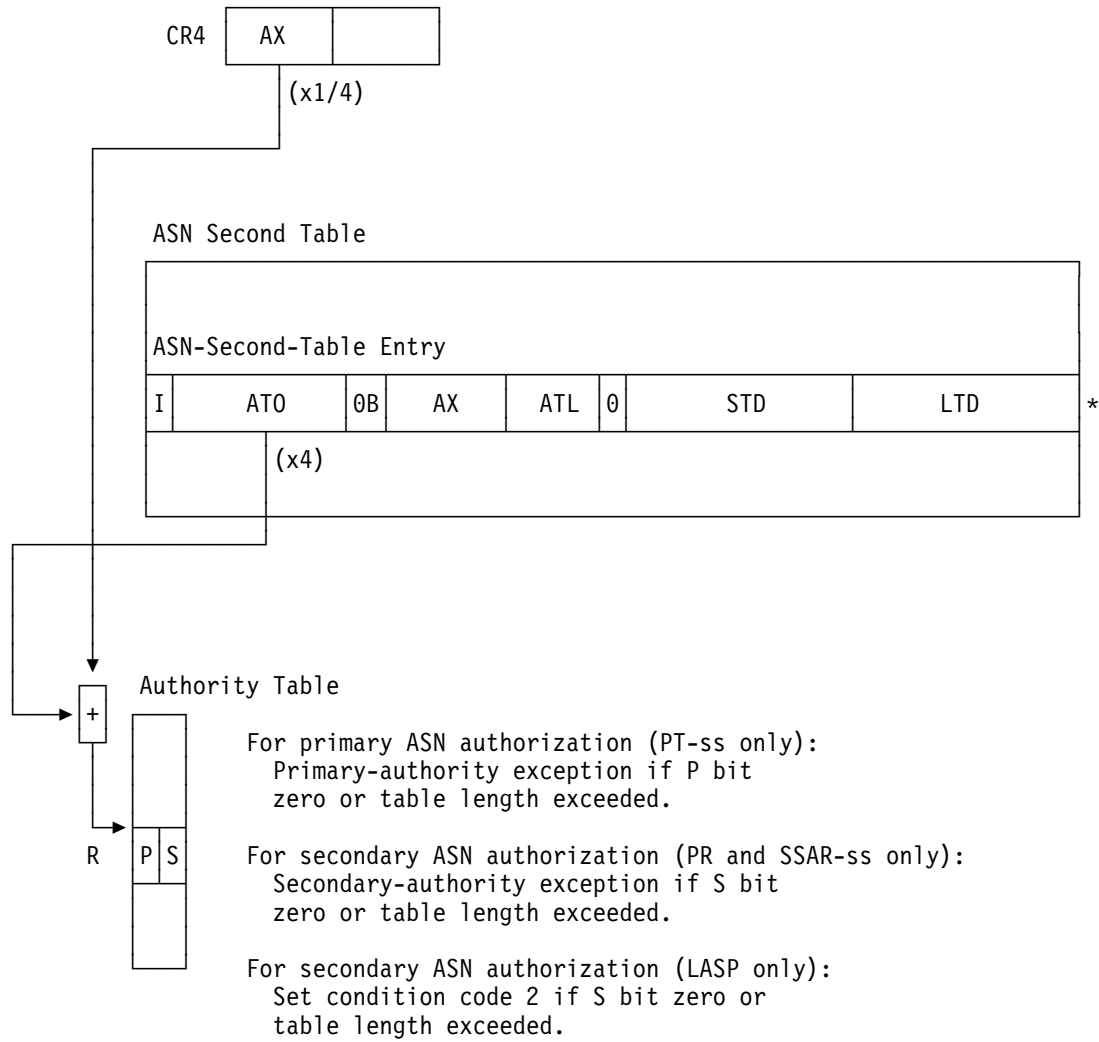 CR4 AX
(x1/4)
ASN Second Table
ASN-Second-Table Entry
I ATO 0B AX ATL 0 STD LTD *
(x4)
Authority Table
+
For primary ASN authorization (PT-ss only):
Primary-authority exception if P bit
zero or table length exceeded.
R P S For secondary ASN authorization (PR and SSAR-ss only):
Secondary-authority exception if S bit
zero or table length exceeded.
For secondary ASN authorization (LASP only):
Set condition code 2 if S bit zero or
table length exceeded.